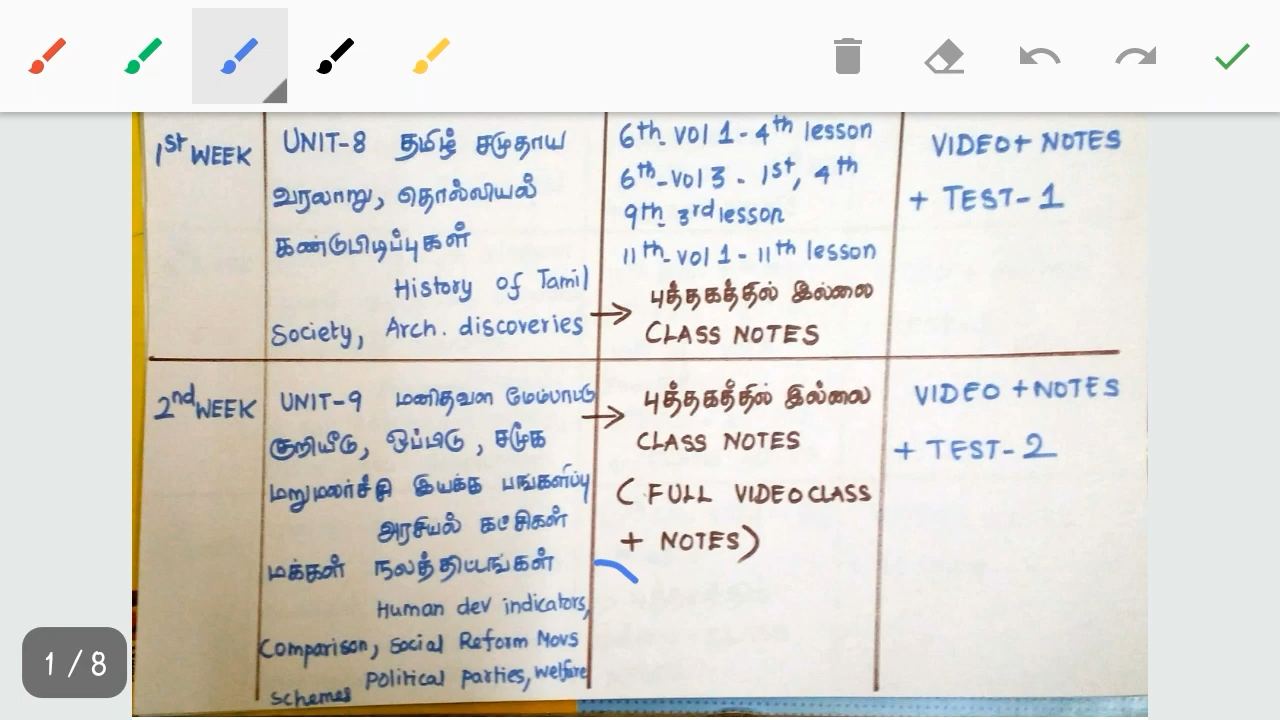 1st WEEK
UNIT-8 தமிழ் சமுதாய
வரலாறு, தொல்லியல்
கண்டுபிடிப்புகள்
History of Tamil
Society, Arch. discoveries
6th vol 1 - 4th lesson
6th - vol 3 - 1st, 4th
9th 3rd lesson
11th - vol 1 - 11th lesson
→ புத்தகத்தில் இல்லை
CLASS NOTES
VIDEO + NOTES
+ TEST-1
2nd WEEK
UNIT-9 மனிதவள மேம்பாடு
குறியீடு, ஒப்பிடு, சமூக
மறுமலர்ச்சி இயக்க பங்களிப்பு
அரசியல் கட்சிகள்
மக்கள் நலத்திட்டங்கள்
Human dev indicators,
Comparison, Social Reform Movs
Political parties, Welfare
schemes
→ புத்தகத்தில் இல்லை
CLASS NOTES
( FULL VIDEO CLASS
+ NOTES)
VIDEO + NOTES
+ TEST-2
1 / 8